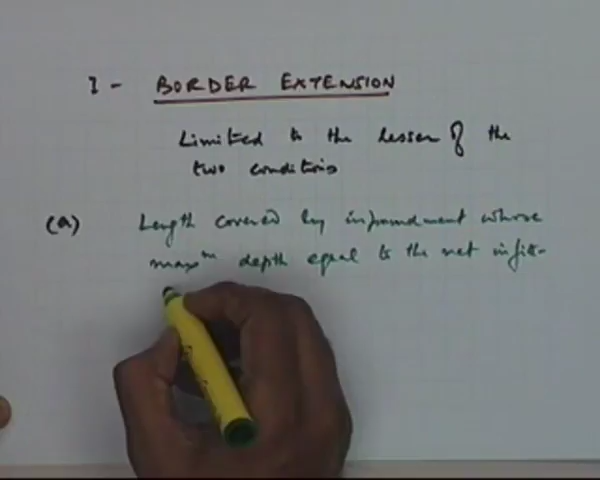 I - BORDER EXTENSION
Limited to the lesser of the
two conditions
(a) Length covered by impoundment whose
maxm depth equal to the net infilt-